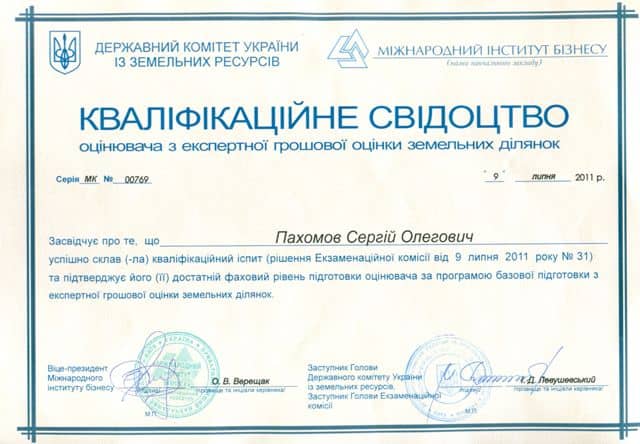 ДЕРЖАВНИЙ КОМІТЕТ УКРАЇНИ
ІЗ ЗЕМЕЛЬНИХ РЕСУРСІВ
МІЖНАРОДНИЙ ІНСТИТУТ БІЗНЕСУ
(назва навчального закладу)
КВАЛІФІКАЦІЙНЕ СВІДОЦТВО
оцінювача з експертної грошової оцінки земельних ділянок
Серія МК № 00769 " 9 " липня 2011 р.
Засвідчує про те, що Пахомов Сергій Олегович
успішно склав (-ла) кваліфікаційний іспит (рішення Екзаменаційної комісії від 9 липня 2011 року № 31)
та підтверджує його (її) достатній фаховий рівень підготовки оцінювача за програмою базової підготовки з
експертної грошової оцінки земельних ділянок.
Віце-президент
Міжнародного
інституту бізнесу
О. В. Верещак
(прізвище та ініціали керівника)
М.П.
Заступник Голови
Державного комітету України
із земельних ресурсів,
Заступник Голови Екзаменаційної
комісії
Д. Левушевський
(прізвище та ініціали керівника)
М.П.